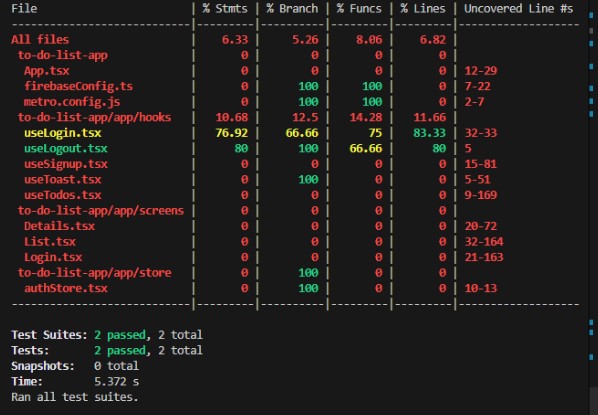 File | % Stmts | % Branch | % Funcs | % Lines | Uncovered Line #s
---------------------------|---------|----------|---------|---------|-------------------
All files | 6.33 | 5.26 | 8.06 | 6.82 |
to-do-list-app | 0 | 0 | 0 | 0 |
App.tsx | 0 | 0 | 0 | 0 | 12-29
firebaseConfig.ts | 0 | 100 | 100 | 0 | 7-22
metro.config.js | 0 | 100 | 100 | 0 | 2-7
to-do-list-app/app/hooks | 10.68 | 12.5 | 14.28 | 11.66 |
useLogin.tsx | 76.92 | 66.66 | 75 | 83.33 | 32-33
useLogout.tsx | 80 | 100 | 66.66 | 80 | 5
useSignup.tsx | 0 | 0 | 0 | 0 | 15-81
useToast.tsx | 0 | 100 | 0 | 0 | 5-51
useTodos.tsx | 0 | 0 | 0 | 0 | 9-169
to-do-list-app/app/screens | 0 | 0 | 0 | 0 |
Details.tsx | 0 | 0 | 0 | 0 | 20-72
List.tsx | 0 | 0 | 0 | 0 | 32-164
Login.tsx | 0 | 0 | 0 | 0 | 21-163
to-do-list-app/app/store | 0 | 100 | 0 | 0 |
authStore.tsx | 0 | 100 | 0 | 0 | 10-13
---------------------------|---------|----------|---------|---------|-------------------
Test Suites: 2 passed, 2 total
Tests: 2 passed, 2 total
Snapshots: 0 total
Time: 5.372 s
Ran all test suites.